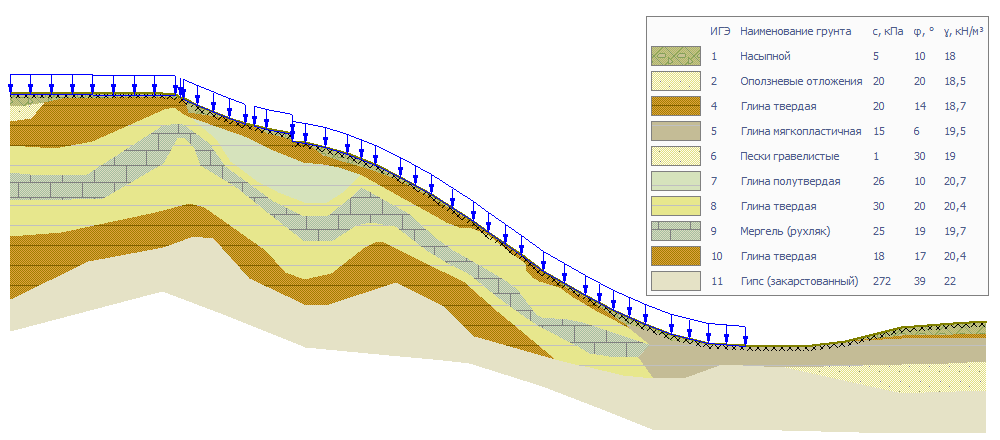 ИГЭ Наименование грунта c, кПа φ, ° γ, кН/м³
1 Насыпной 5 10 18
2 Оползневые отложения 20 20 18,5
4 Глина твердая 20 14 18,7
5 Глина мягкопластичная 15 6 19,5
6 Пески гравелистые 1 30 19
7 Глина полутвердая 26 10 20,7
8 Глина твердая 30 20 20,4
9 Мергель (рухляк) 25 19 19,7
10 Глина твердая 18 17 20,4
11 Гипс (закарстованный) 272 39 22